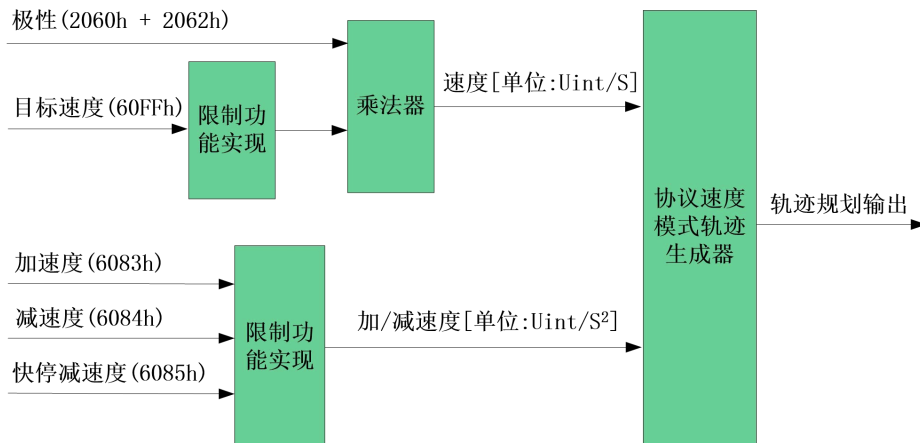 极性(2060h + 2062h)
目标速度(60FFh)
限制功
能实现
乘法器
速度[单位:Uint/S]
协议速度
模式轨迹
生成器
轨迹规划输出
加速度(6083h)
减速度(6084h)
快停减速度(6085h)
限制功
能实现
加/减速度[单位:Uint/S²]